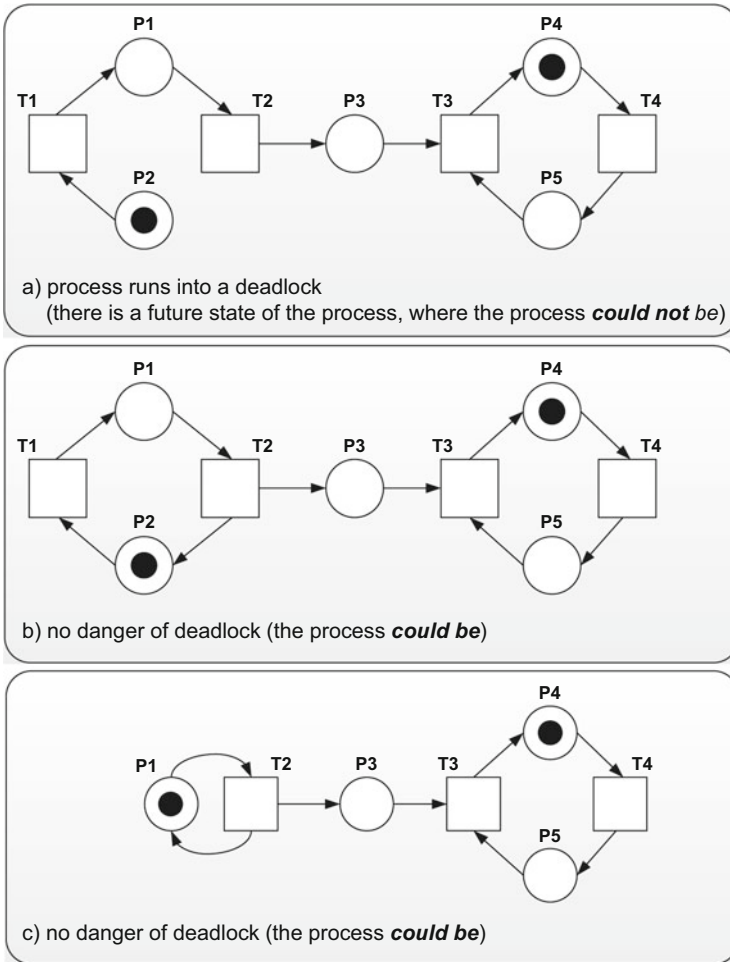 P1
P4
T1
T2
P3
T3
T4
P2
P5
a) process runs into a deadlock
(there is a future state of the process, where the process could not be)
P1
P4
T1
T2
P3
T3
T4
P2
P5
b) no danger of deadlock (the process could be)
P4
P1
T2
P3
T3
T4
P5
c) no danger of deadlock (the process could be)